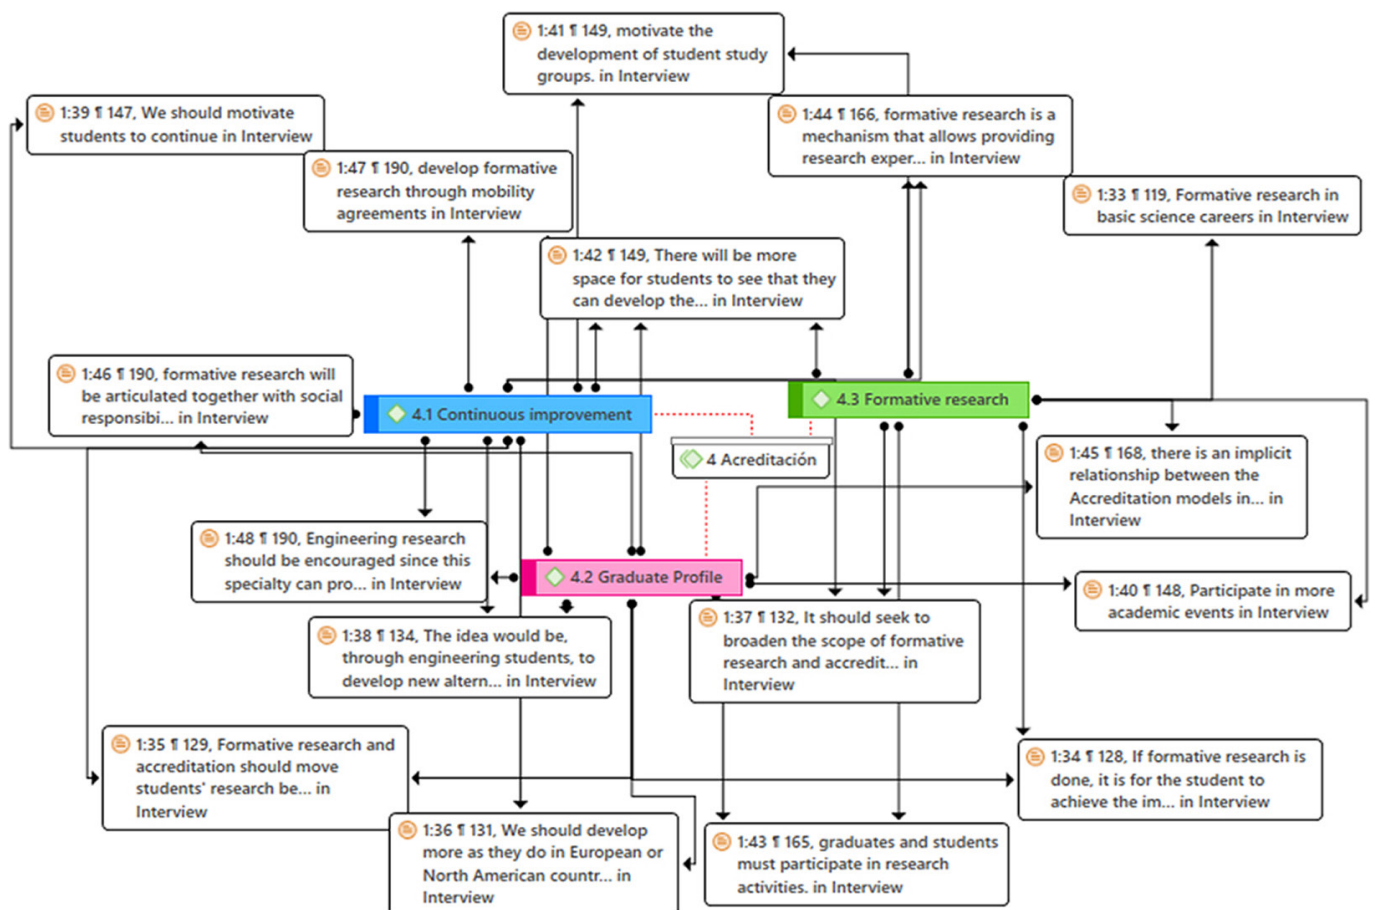 1:41 ¶ 149, motivate the
development of student study
groups. in Interview
1:39 ¶ 147, We should motivate
students to continue in Interview
1:44 ¶ 166, formative research is a
mechanism that allows providing
research exper... in Interview
1:47 ¶ 190, develop formative
research through mobility
agreements in Interview
1:33 ¶ 119, Formative research in
basic science careers in Interview
1:42 ¶ 149, There will be more
space for students to see that they
can develop the... in Interview
1:46 ¶ 190, formative research will
be articulated together with social
responsibi... in Interview
4.1 Continuous improvement
4.3 Formative research
4 Acreditación
1:45 ¶ 168, there is an implicit
relationship between the
Accreditation models in... in
Interview
1:48 ¶ 190, Engineering research
should be encouraged since this
specialty can pro... in Interview
4.2 Graduate Profile
1:40 ¶ 148, Participate in more
academic events in Interview
1:37 ¶ 132, It should seek to
broaden the scope of formative
research and accredit... in
Interview
1:38 ¶ 134, The idea would be,
through engineering students, to
develop new altern... in Interview
1:35 ¶ 129, Formative research and
accreditation should move
students' research be... in
Interview
1:34 ¶ 128, If formative research is
done, it is for the student to
achieve the im... in Interview
1:36 ¶ 131, We should develop
more as they do in European or
North American countr... in
Interview
1:43 ¶ 165, graduates and students
must participate in research
activities. in Interview